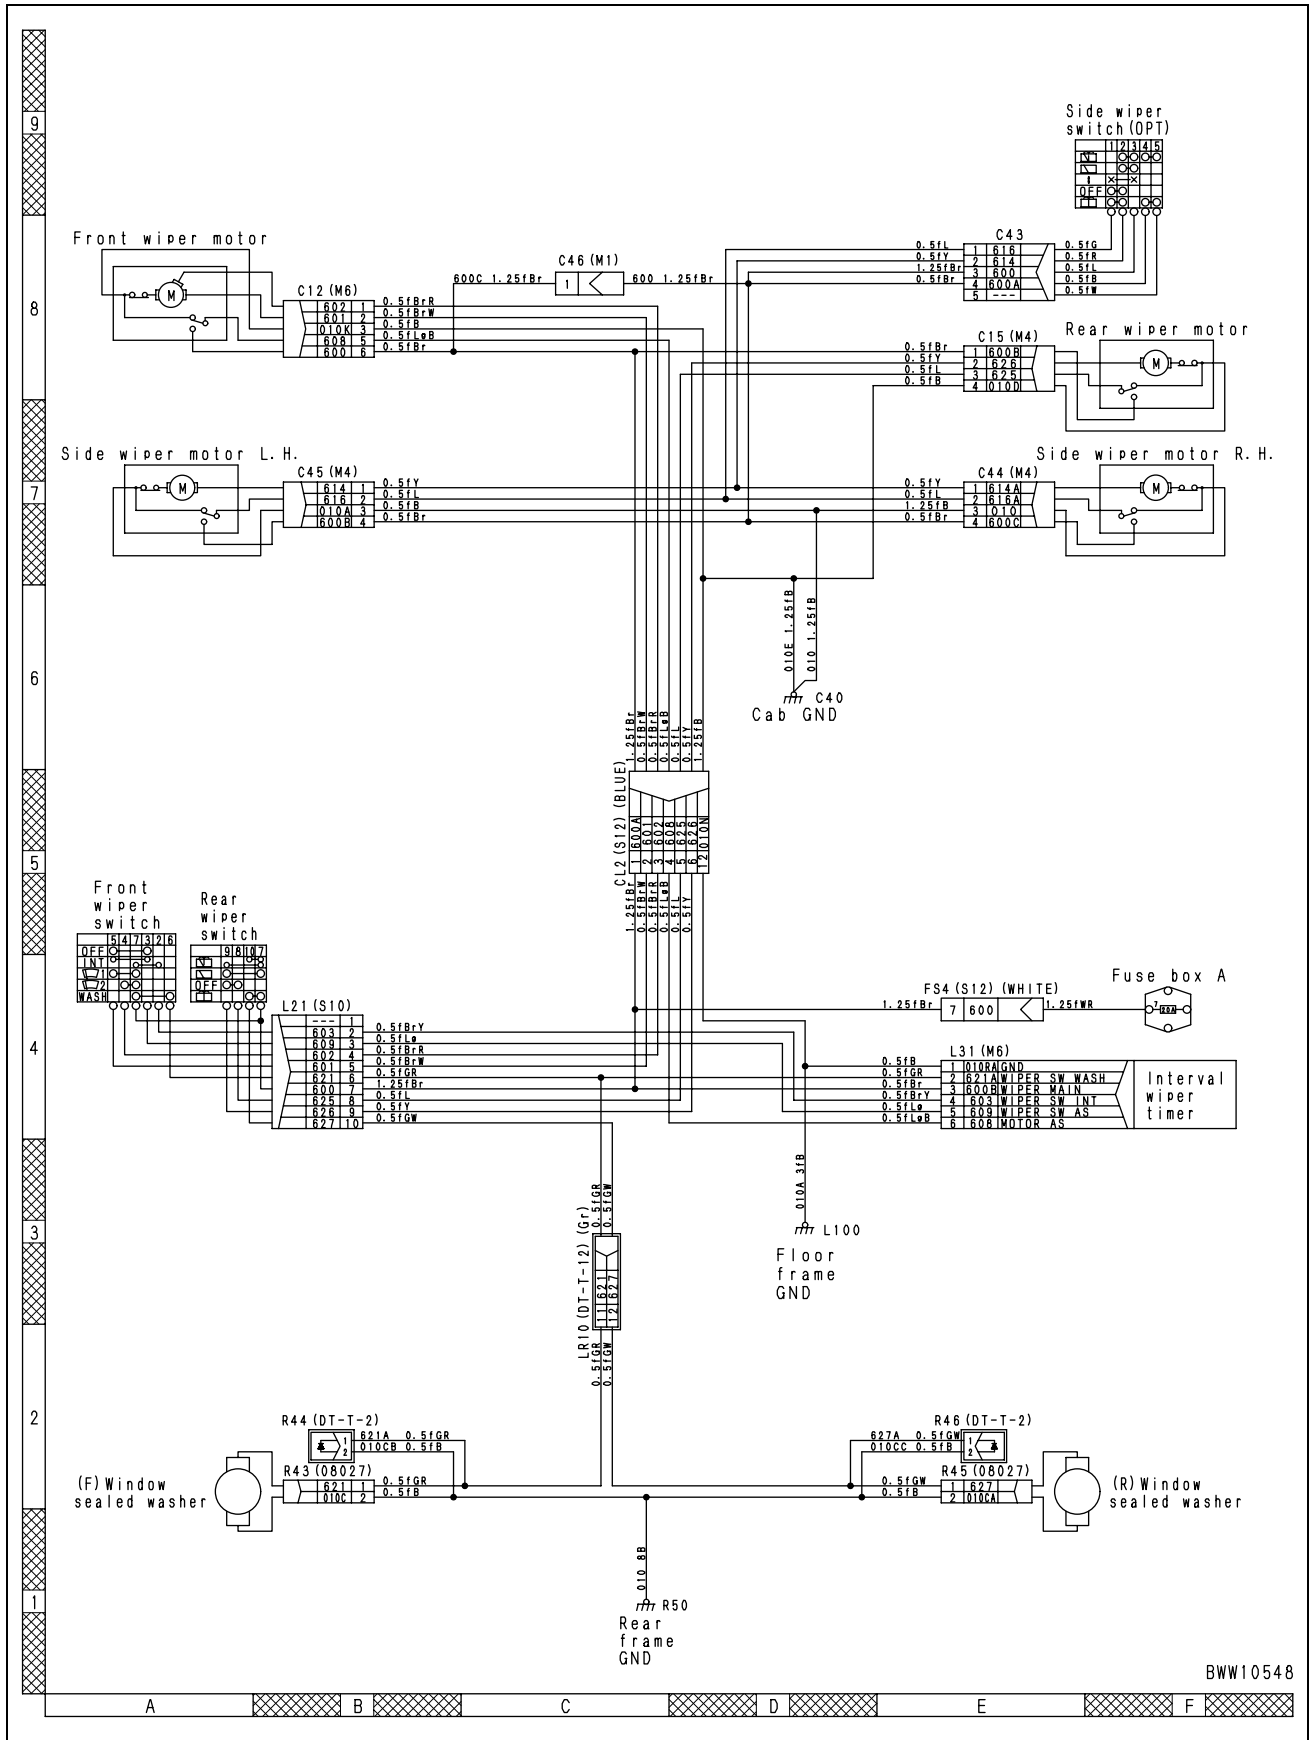 9
Side wiper
switch(OPT)
1 2 3 4 5
OFF
8
Front wiper motor
C12(M6)
602 1 0.5fBrR
601 2 0.5fBrW
010K 3 0.5fB
608 5 0.5fLgB
600 6 0.5fBr
600C 1.25fBr
C46(M1)
1
600 1.25fBr
C43
0.5fL 1 616 0.5fG
0.5fY 2 614 0.5fR
1.25fBr 3 600 0.5fL
0.5fBr 4 600A 0.5fB
5 --- 0.5fW
Rear wiper motor
C15(M4)
0.5fBr 1 600B
0.5fY 2 626
0.5fL 3 625
0.5fB 4 010D
M
M
7
Side wiper motor L.H.
C45(M4)
614 1 0.5fY
616 2 0.5fL
010A 3 0.5fB
600B 4 0.5fBr
M
Side wiper motor R.H.
C44(M4)
0.5fY 1 614A
0.5fL 2 616A
1.25fB 3 010
0.5fBr 4 600C
M
6
010E 1.25fB
010 1.25fB
C40
Cab GND
1.25fBr
0.5fBrW
0.5fBrR
0.5fLgB
0.5fL
0.5fY
1.25fB
5
CL2(S12)(BLUE)
1 600A
2 601
3 602
4 608
5 625
6 626
12 010N
1.25fBr
0.5fBrW
0.5fBrR
0.5fLgB
0.5fL
0.5fY
Front
wiper
switch
5 4 7 3 2 6
OFF
INT
1
2
WASH
Rear
wiper
switch
9 8 10 7
OFF
4
L21(S10)
--- 1
603 2 0.5fBrY
609 3 0.5fLg
602 4 0.5fBrR
601 5 0.5fBrW
621 6 0.5fGR
600 7 1.25fBr
625 8 0.5fL
626 9 0.5fY
627 10 0.5fGW
Fuse box A
FS4(S12)(WHITE)
1.25fBr 7 600 1.25fWR
7
20A
L31(M6)
0.5fB 1 010RA GND
0.5fGR 2 621A WIPER SW WASH
0.5fBr 3 600B WIPER MAIN
0.5fBrY 4 603 WIPER SW INT
0.5fLg 5 609 WIPER SW AS
0.5fLgB 6 608 MOTOR AS
Interval
wiper
timer
3
010A 3fB
L100
Floor
frame
GND
0.5fGR
0.5fGW
LR10(DT-T-12)(Gr)
11 621
12 627
0.5fGR
0.5fGW
2
R44(DT-T-2)
1 621A 0.5fGR
2 010CB 0.5fB
R43(08027)
621 1 0.5fGR
010C 2 0.5fB
(F)Window
sealed washer
R46(DT-T-2)
627A 0.5fGW 1
010CC 0.5fB 2
R45(08027)
0.5fGW 1 627
0.5fB 2 010CA
(R)Window
sealed washer
1
010 8B
R50
Rear
frame
GND
BWW10548
A B C D E F